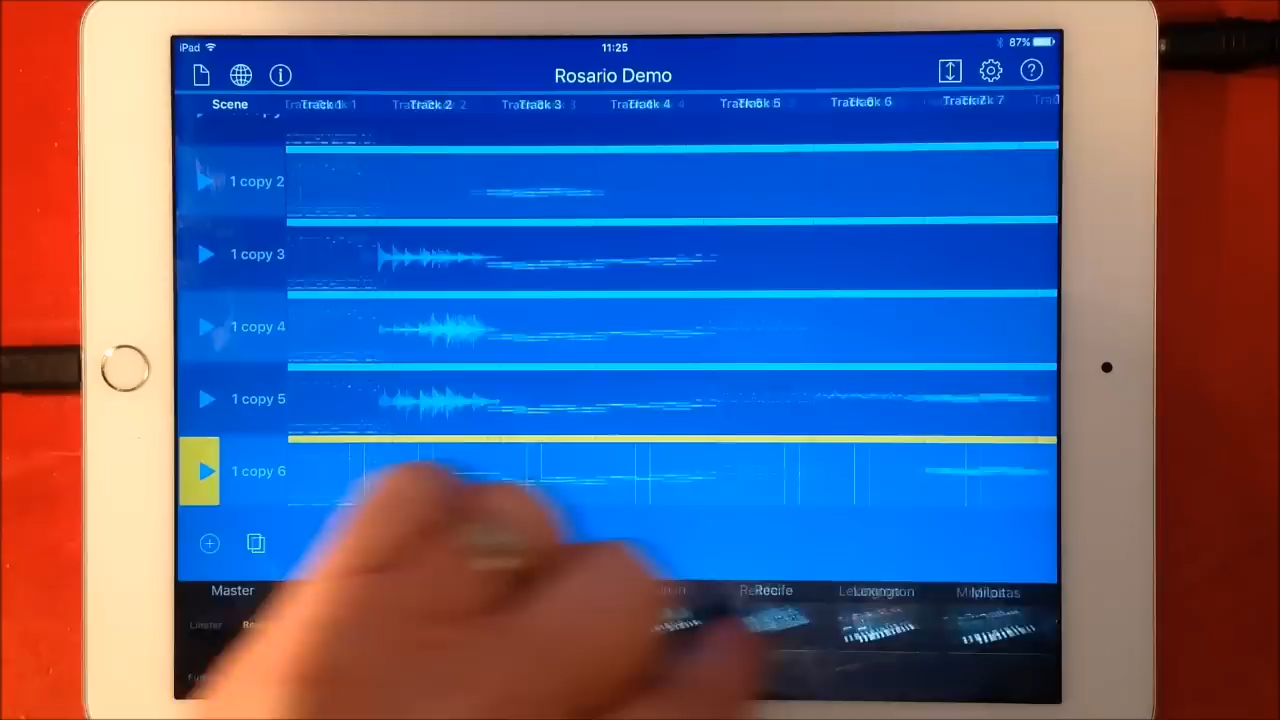 iPad 11:25 87%
Rosario Demo
Scene Track 1 Track 2 Track 3 Track 4 Track 5 Track 6 Track 7
1 copy 2
1 copy 3
1 copy 4
1 copy 5
1 copy 6
Master Recife Lexington Milpitas
Limiter